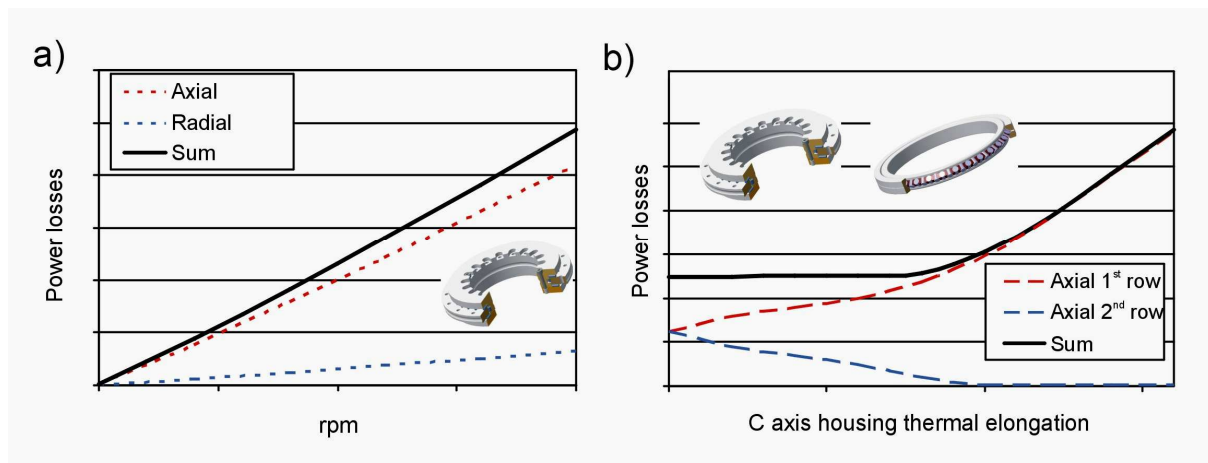 a)
Axial
Radial
Sum
Power losses
rpm
b)
Axial 1st row
Axial 2nd row
Sum
Power losses
C axis housing thermal elongation